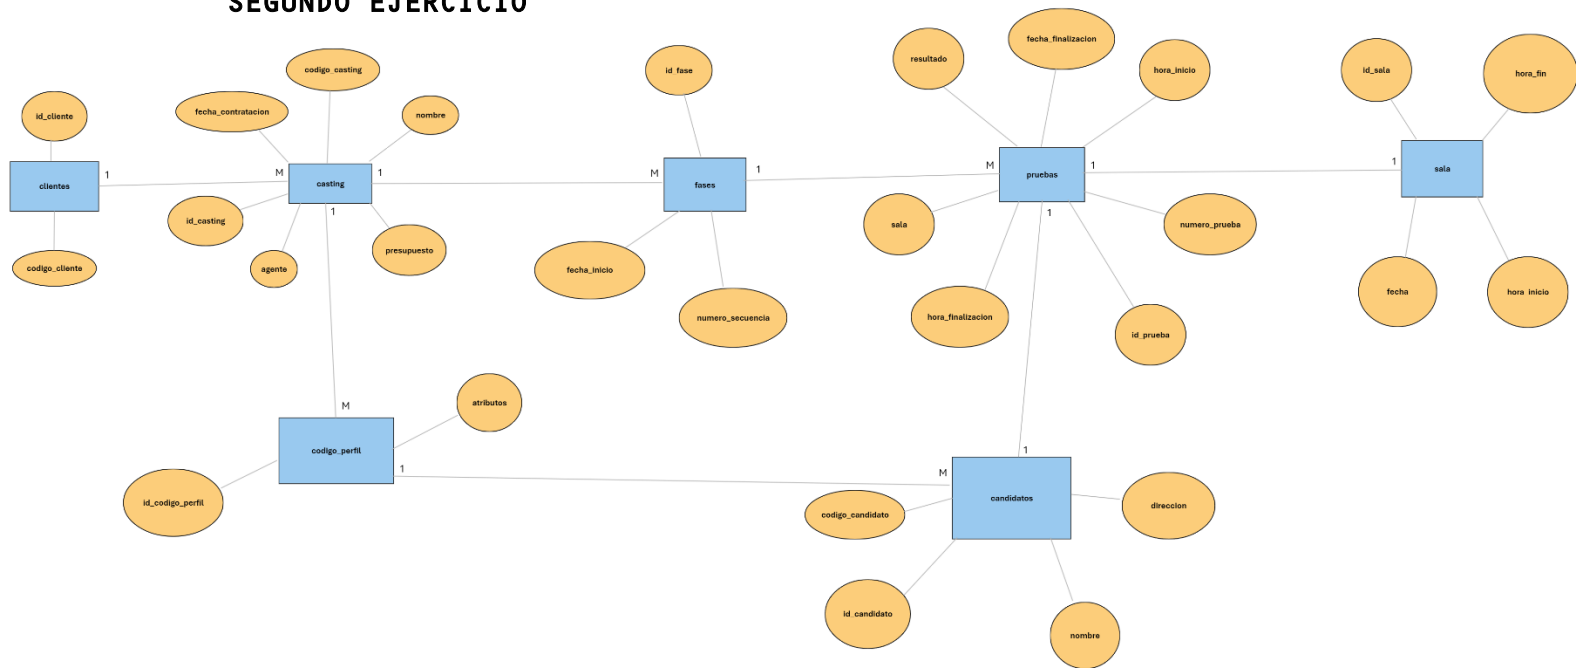 SEGUNDO EJERCICIO
codigo_casting
fecha_contratacion
nombre
id_cliente
clientes
1
M
casting
1
1
id_casting
agente
presupuesto
codigo_cliente
id_fase
M
fases
1
fecha_inicio
numero_secuencia
resultado
fecha_finalizacion
hora_inicio
M
pruebas
1
1
sala
numero_prueba
hora_finalizacion
id_prueba
id_sala
hora_fin
1
sala
fecha
hora_inicio
M
codigo_perfil
1
atributos
id_codigo_perfil
1
M
candidatos
codigo_candidato
direccion
id_candidato
nombre